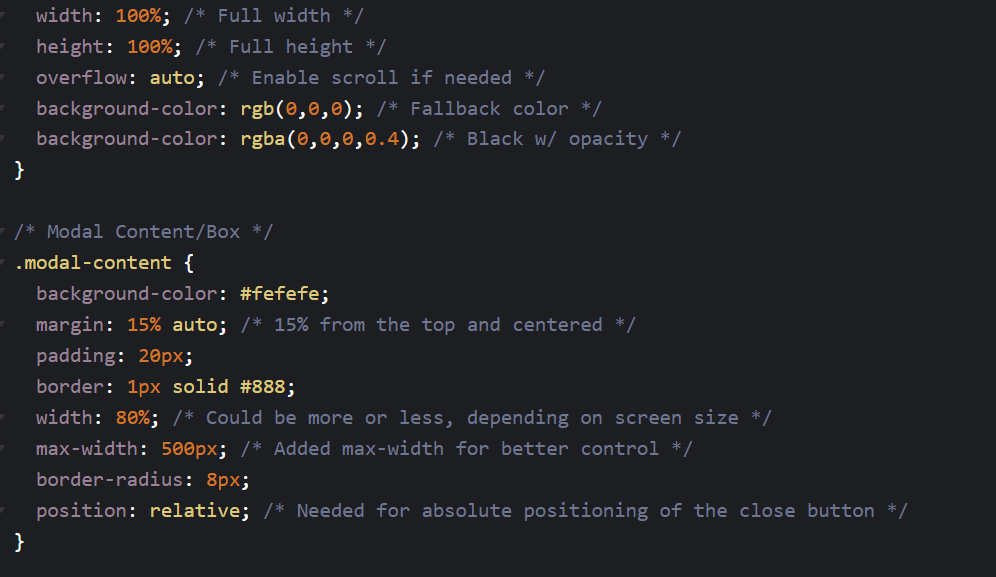 width: 100%; /* Full width */
height: 100%; /* Full height */
overflow: auto; /* Enable scroll if needed */
background-color: rgb(0,0,0); /* Fallback color */
background-color: rgba(0,0,0,0.4); /* Black w/ opacity */
}
/* Modal Content/Box */
.modal-content {
background-color: #fefefe;
margin: 15% auto; /* 15% from the top and centered */
padding: 20px;
border: 1px solid #888;
width: 80%; /* Could be more or less, depending on screen size */
max-width: 500px; /* Added max-width for better control */
border-radius: 8px;
position: relative; /* Needed for absolute positioning of the close button */
}